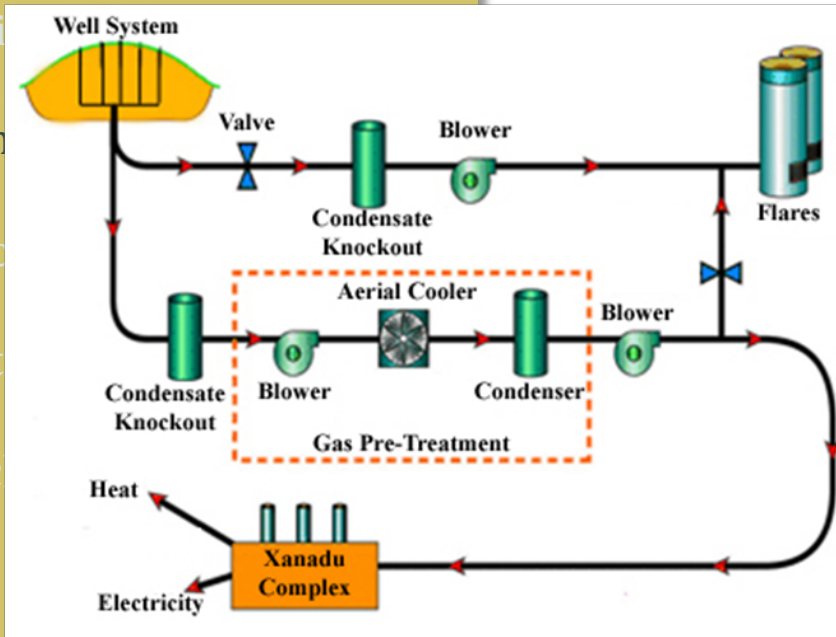 Well System
Valve
Blower
Condensate
Knockout
Flares
Aerial Cooler
Blower
Condensate
Knockout
Blower
Condenser
Gas Pre-Treatment
Heat
Xanadu
Complex
Electricity